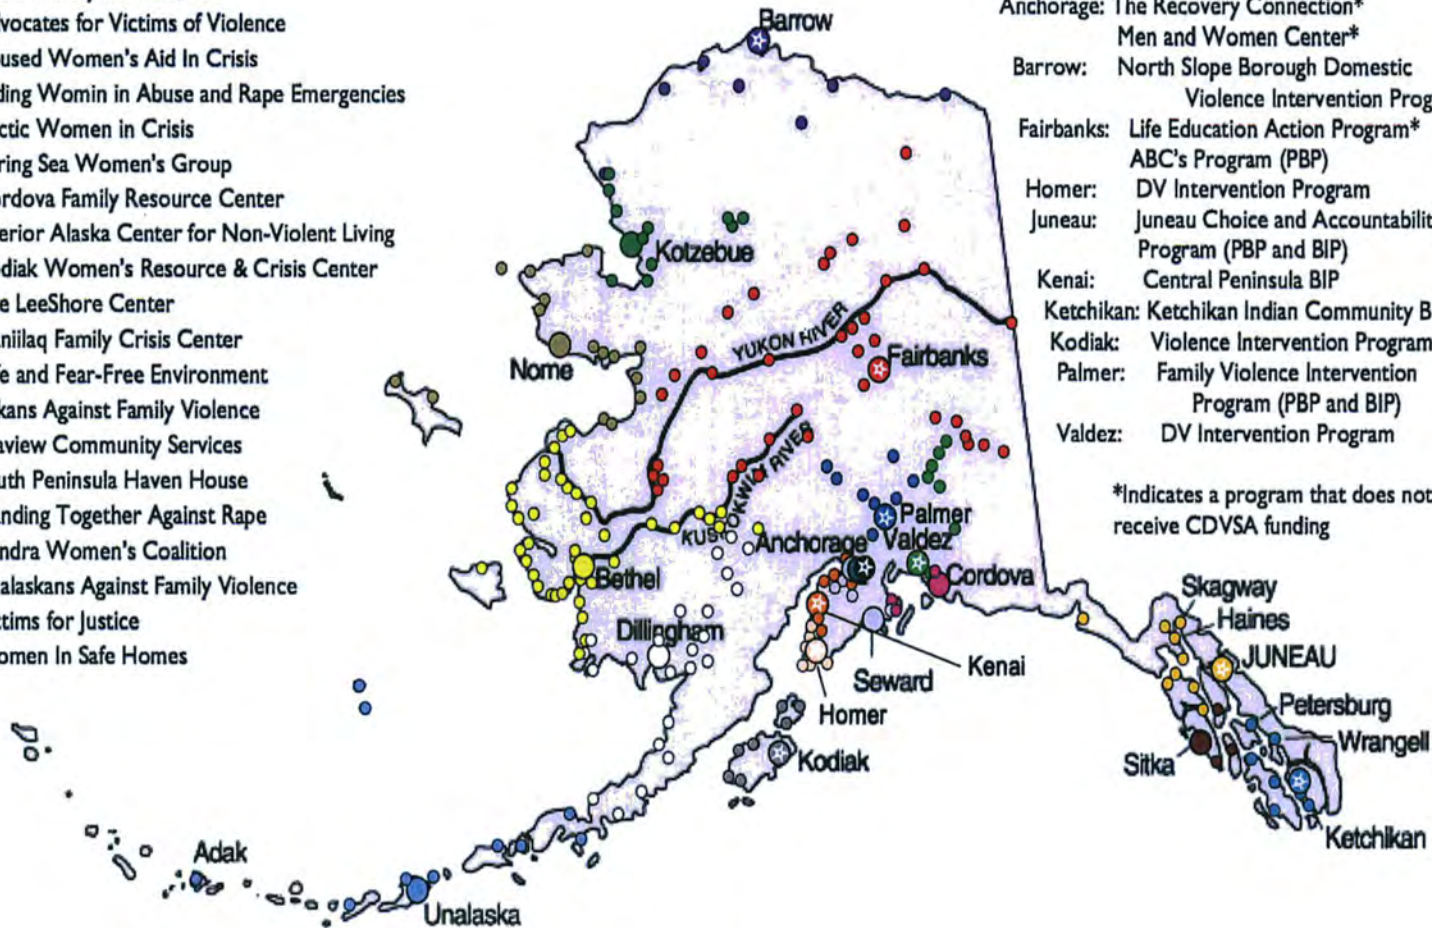 vocates for Victims of Violence
used Women's Aid In Crisis
ding Womin in Abuse and Rape Emergencies
ctic Women in Crisis
ring Sea Women's Group
rdova Family Resource Center
erior Alaska Center for Non-Violent Living
diak Women's Resource & Crisis Center
e LeeShore Center
niilaq Family Crisis Center
fe and Fear-Free Environment
kans Against Family Violence
view Community Services
uth Peninsula Haven House
nding Together Against Rape
ndra Women's Coalition
alaskans Against Family Violence
ctims for Justice
omen In Safe Homes
Anchorage: The Recovery Connection*
Men and Women Center*
Barrow: North Slope Borough Domestic
Violence Intervention Prog
Fairbanks: Life Education Action Program*
ABC's Program (PBP)
Homer: DV Intervention Program
Juneau: Juneau Choice and Accountabilit
Program (PBP and BIP)
Kenai: Central Peninsula BIP
Ketchikan: Ketchikan Indian Community B
Kodiak: Violence Intervention Program
Palmer: Family Violence Intervention
Program (PBP and BIP)
Valdez: DV Intervention Program
*Indicates a program that does not
receive CDVSA funding
Barrow
Kotzebue
YUKON RIVER
Nome
Fairbanks
KUSKOKWIM RIVER
Palmer
Anchorage
Valdez
Bethel
Cordova
Dillingham
Skagway
Haines
Kenai
JUNEAU
Seward
Homer
Petersburg
Wrangell
Kodiak
Sitka
Ketchikan
Adak
Unalaska